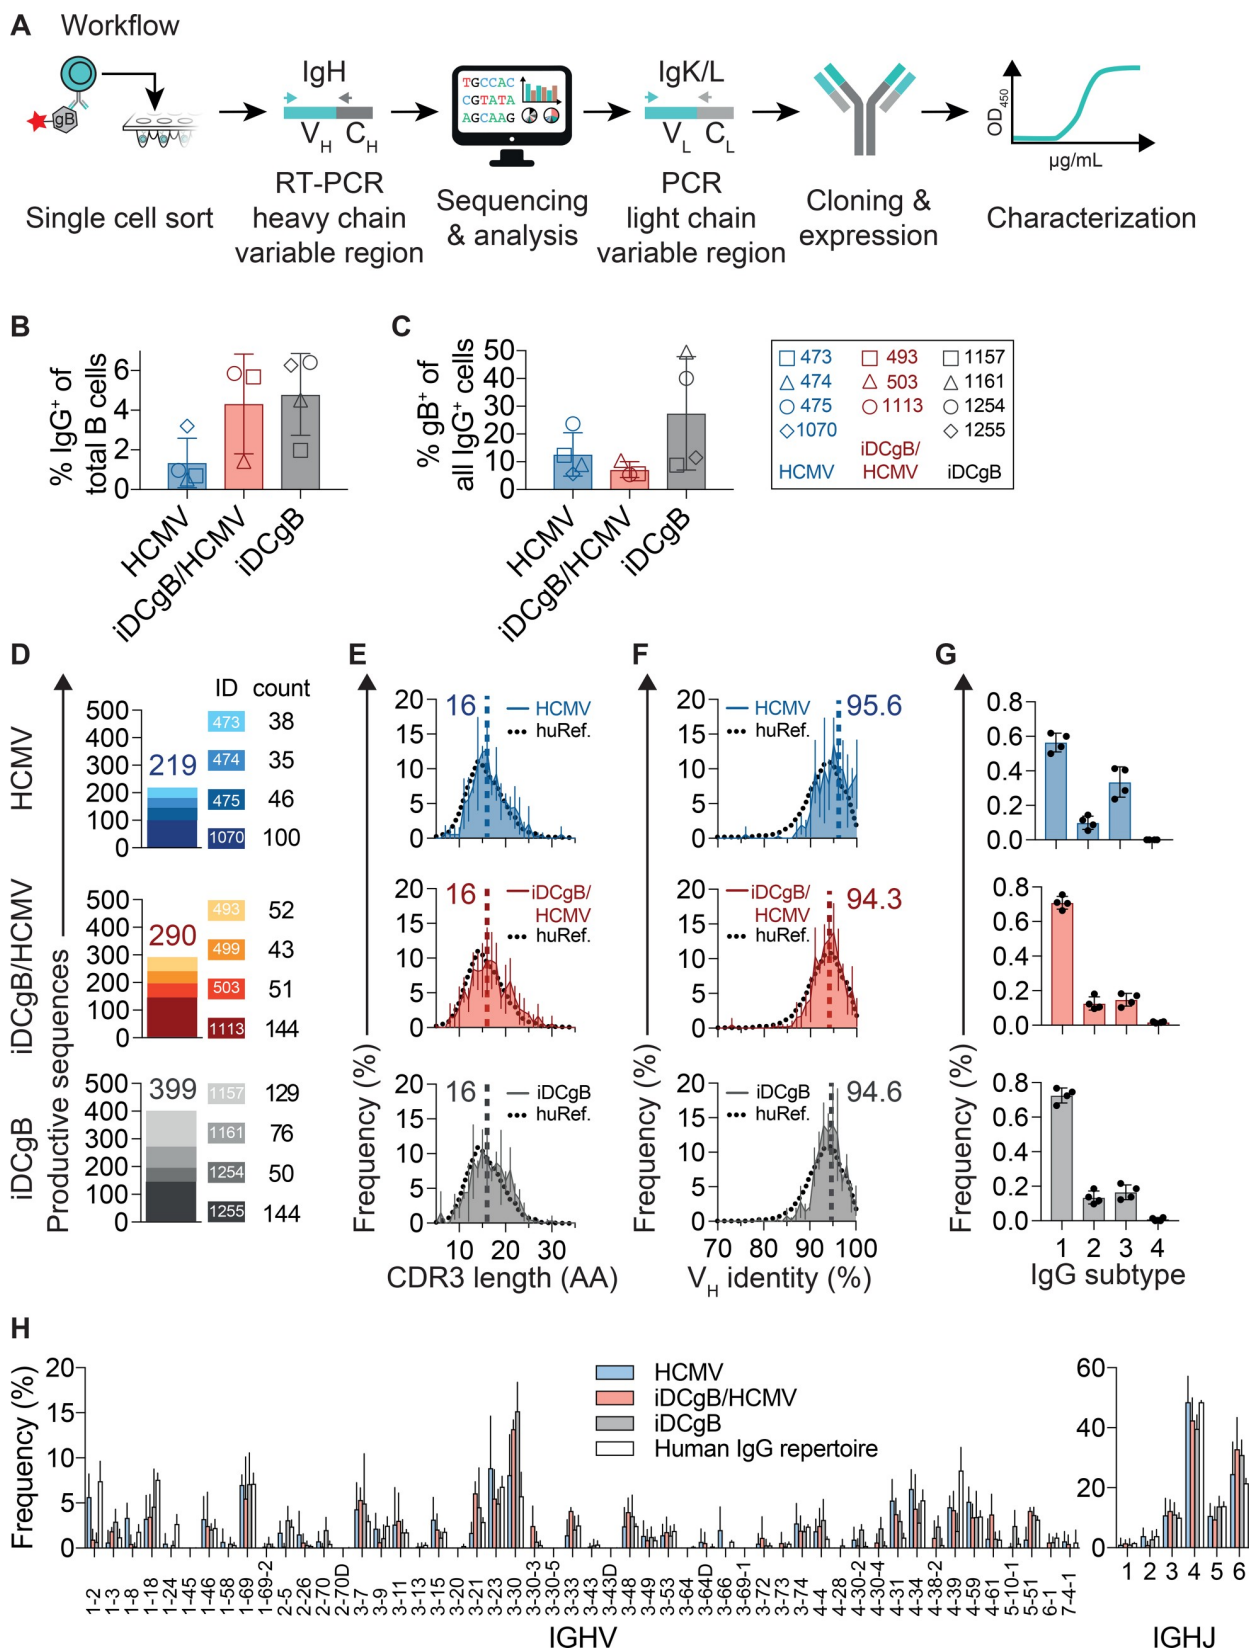 A Workflow
gB
IgH
V_H C_H
TGCCAC
CGTATA
AGCAAG
IgK/L
V_L C_L
OD_450
µg/mL
Single cell sort
RT-PCR
heavy chain
variable region
Sequencing
& analysis
PCR
light chain
variable region
Cloning &
expression
Characterization
B
% IgG+ of
total B cells
6
4
2
0
HCMV
iDCgB/HCMV
iDCgB
C
% gB+ of
all IgG+ cells
50
40
30
20
10
0
HCMV
iDCgB/HCMV
iDCgB
473 493 1157
474 503 1161
475 1113 1254
1070 1255
HCMV iDCgB/HCMV iDCgB
D
ID count
HCMV
500
400
300
200
100
0
219
473 38
474 35
475 46
1070 100
iDCgB/HCMV
500
400
300
200
100
0
290
493 52
499 43
503 51
1113 144
iDCgB
500
400
300
200
100
0
399
1157 129
1161 76
1254 50
1255 144
Productive sequences
E
20
15
10
5
0
16
HCMV
huRef.
20
15
10
5
0
16
iDCgB/
HCMV
huRef.
20
15
10
5
0
16
iDCgB
huRef.
10 20 30
CDR3 length (AA)
Frequency (%)
F
20
15
10
5
0
HCMV
huRef.
95.6
20
15
10
5
0
iDCgB/
HCMV
huRef.
94.3
20
15
10
5
0
iDCgB
huRef.
94.6
70 80 90 100
V_H identity (%)
Frequency (%)
G
0.8
0.6
0.4
0.2
0.0
0.8
0.6
0.4
0.2
0.0
0.8
0.6
0.4
0.2
0.0
1 2 3 4
IgG subtype
Frequency (%)
H
Frequency (%)
20
15
10
5
0
HCMV
iDCgB/HCMV
iDCgB
Human IgG repertoire
1-2 1-3 1-8 1-18 1-24 1-45 1-46 1-58 1-69 1-69-2 2-5 2-26 2-70 2-70D 3-7 3-9 3-11 3-13 3-15 3-20 3-21 3-23 3-30 3-30-3 3-30-5 3-33 3-43 3-43D 3-48 3-49 3-53 3-64 3-64D 3-66 3-69-1 3-72 3-73 3-74 4-4 4-28 4-30-2 4-30-4 4-31 4-34 4-38-2 4-39 4-59 4-61 5-10-1 5-51 6-1 7-4-1
IGHV
60
40
20
0
1 2 3 4 5 6
IGHJ